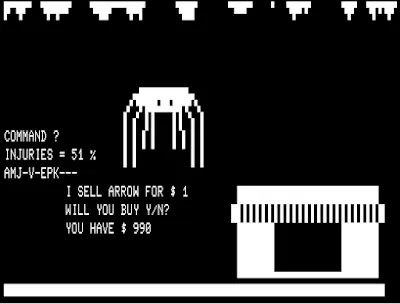 COMMAND ?
INJURIES = 51 %
AMJ-V-EPK---
I SELL ARROW FOR $ 1
WILL YOU BUY Y/N?
YOU HAVE $ 990